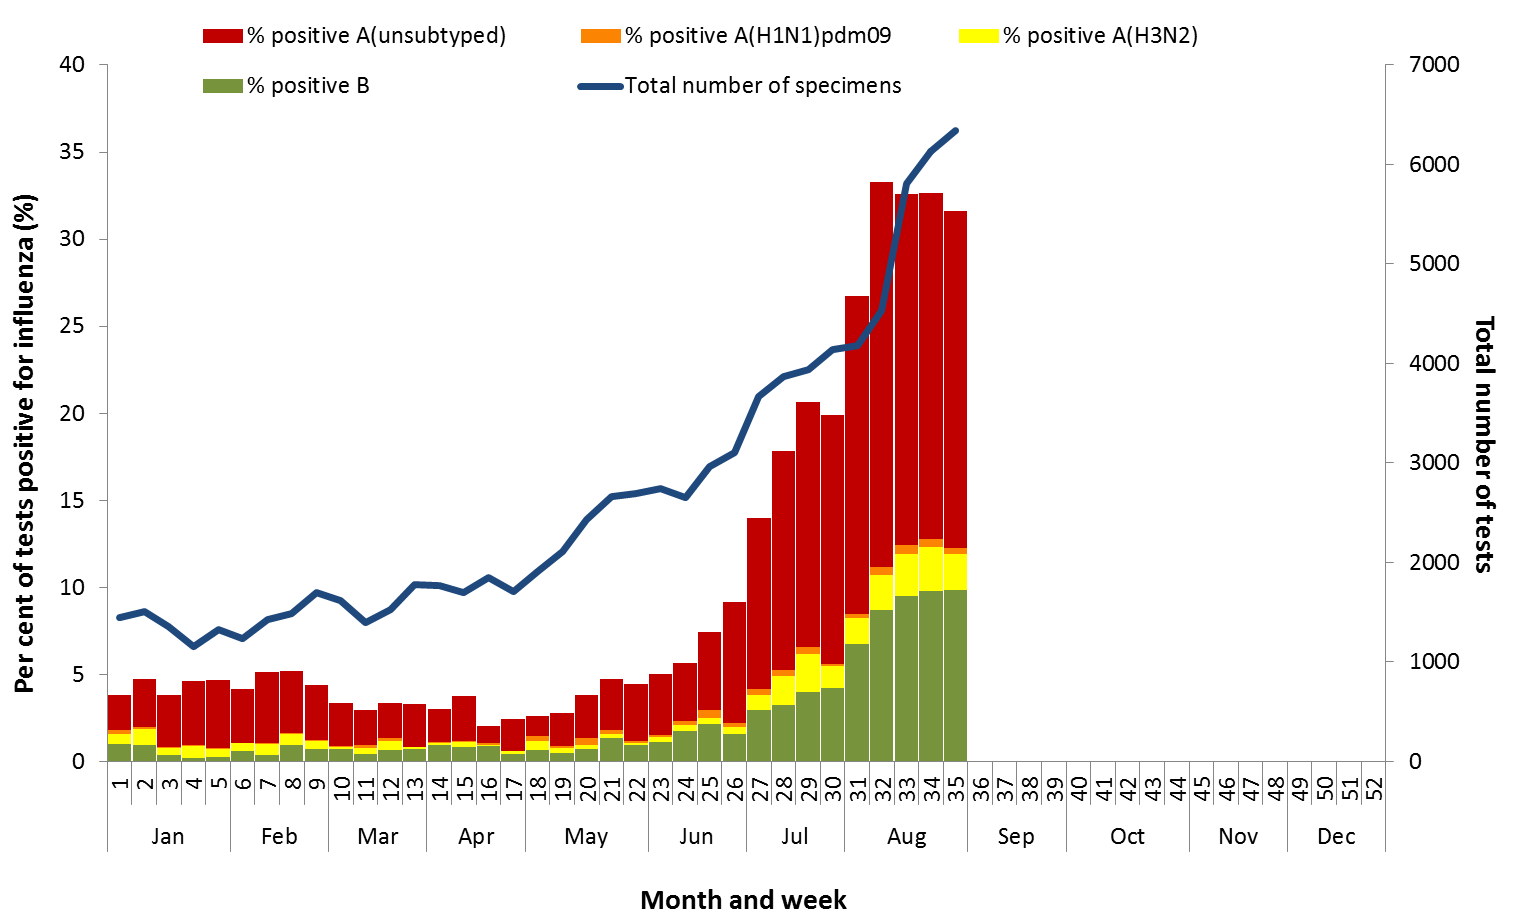 % positive A(unsubtyped) % positive A(H1N1)pdm09 % positive A(H3N2)
% positive B Total number of specimens
40
35
30
25
20
15
10
5
0
Per cent of tests positive for influenza (%)
7000
6000
5000
4000
3000
2000
1000
0
Total number of tests
1 2 3 4 5 6 7 8 9 10 11 12 13 14 15 16 17 18 19 20 21 22 23 24 25 26 27 28 29 30 31 32 33 34 35 36 37 38 39 40 41 42 43 44 45 46 47 48 49 50 51 52
Jan Feb Mar Apr May Jun Jul Aug Sep Oct Nov Dec
Month and week